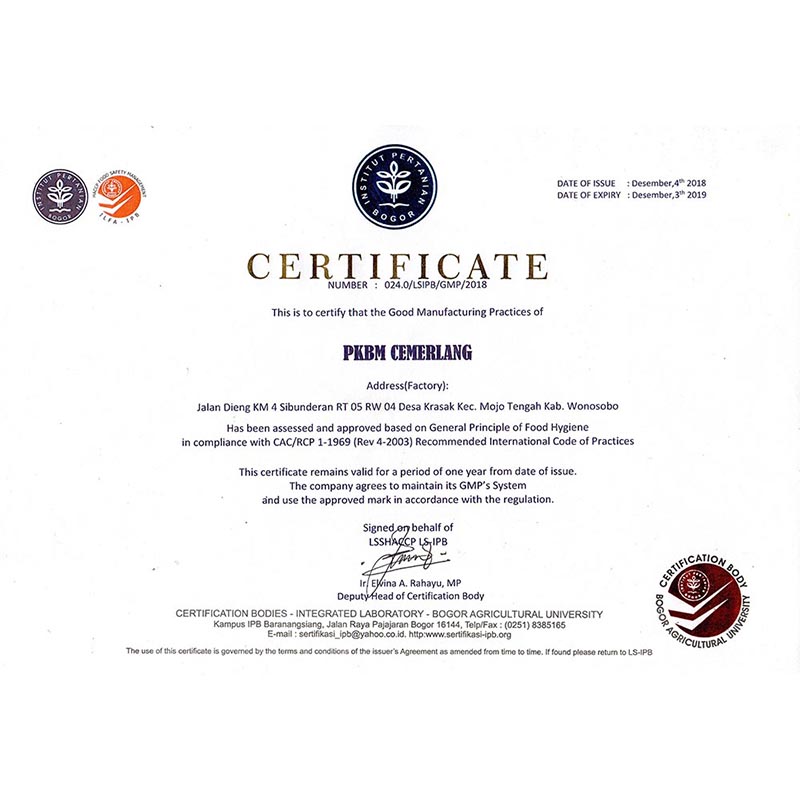 INSTITUT PERTANIAN
BOGOR
HACCP FOOD SAFETY MANAGEMENT
ILFA - IPB
INSTITUT PERTANIAN
BOGOR
DATE OF ISSUE : Desember,4th 2018
DATE OF EXPIRY : Desember,3th 2019
CERTIFICATE
NUMBER : 024.0/LSIPB/GMP/2018
This is to certify that the Good Manufacturing Practices of
PKBM CEMERLANG
Address(Factory):
Jalan Dieng KM 4 Sibunderan RT 05 RW 04 Desa Krasak Kec. Mojo Tengah Kab. Wonosobo
Has been assessed and approved based on General Principle of Food Hygiene
in compliance with CAC/RCP 1-1969 (Rev 4-2003) Recommended International Code of Practices
This certificate remains valid for a period of one year from date of issue.
The company agrees to maintain its GMP's System
and use the approved mark in accordance with the regulation.
Signed on behalf of
LSSHACCP LS-IPB
Ir. Elvina A. Rahayu, MP
Deputy Head of Certification Body
CERTIFICATION BODIES - INTEGRATED LABORATORY - BOGOR AGRICULTURAL UNIVERSITY
Kampus IPB Baranangsiang, Jalan Raya Pajajaran Bogor 16144, Telp/Fax : (0251) 8385165
E-mail : sertifikasi_ipb@yahoo.co.id. http:www.sertifikasi-ipb.org
The use of this certificate is governed by the terms and conditions of the issuer's Agreement as amended from time to time. If found please return to LS-IPB
CERTIFICATION BODY
BOGOR AGRICULTURAL UNIVERSITY